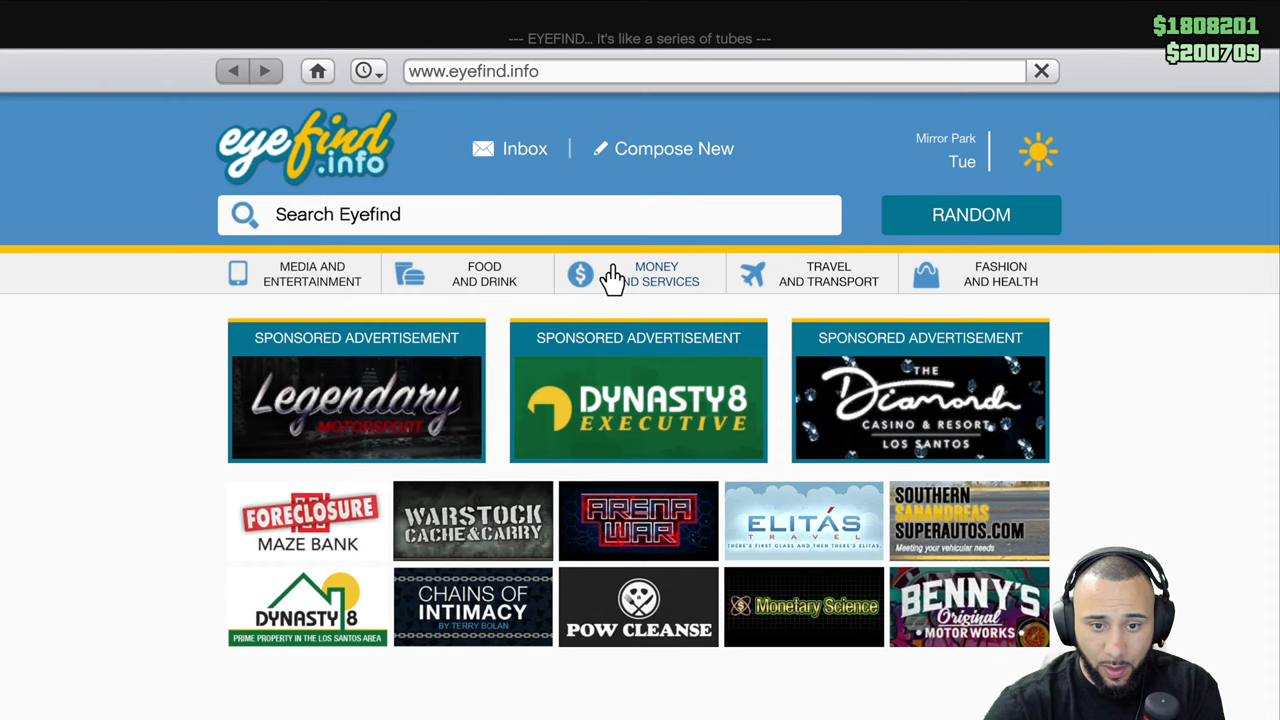 --- EYEFIND... It's like a series of tubes ---
$1808201
$200709
www.eyefind.info
eyefind
.info
Inbox
Compose New
Mirror Park
Tue
Search Eyefind
RANDOM
MEDIA AND
ENTERTAINMENT
FOOD
AND DRINK
MONEY
AND SERVICES
TRAVEL
AND TRANSPORT
FASHION
AND HEALTH
SPONSORED ADVERTISEMENT
Legendary
MOTORSPORT
SPONSORED ADVERTISEMENT
DYNASTY8
EXECUTIVE
SPONSORED ADVERTISEMENT
THE
Diamond
CASINO & RESORT
LOS SANTOS
FORECLOSURE
MAZE BANK
WARSTOCK
CACHE&CARRY
ARENA
WAR
ELITÁS
TRAVEL
THERE'S FIRST CLASS AND THEN THERE'S ELITAS.
SOUTHERN
SANANDREAS
SUPERAUTOS.COM
Meeting your vehicular needs
DYNASTY 8
PRIME PROPERTY IN THE LOS SANTOS AREA
CHAINS OF
INTIMACY
BY TERRY BOLAN
POW CLEANSE
Monetary Science
BENNY'S
Original
MOTOR WORKS